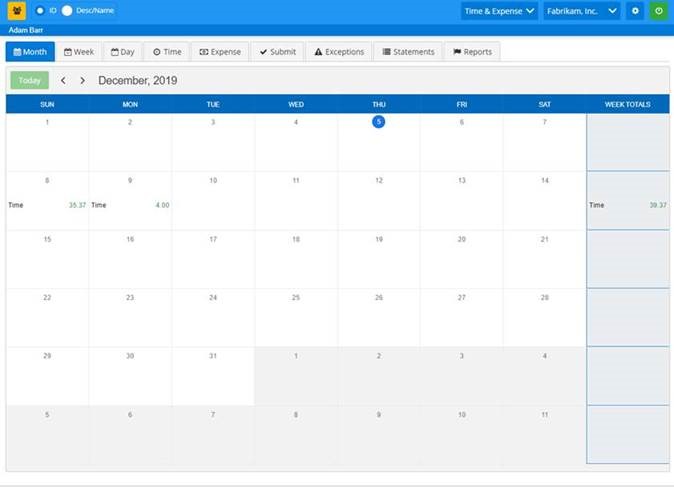 ID Desc/Name Time & Expense Fabrikam, Inc.
Adam Barr
Month Week Day Time Expense Submit Exceptions Statements Reports
Today December, 2019
SUN MON TUE WED THU FRI SAT WEEK TOTALS
1 2 3 4 5 6 7
8 9 10 11 12 13 14
Time 35.37 Time 4.00 Time 39.37
15 16 17 18 19 20 21
22 23 24 25 26 27 28
29 30 31 1 2 3 4
5 6 7 8 9 10 11